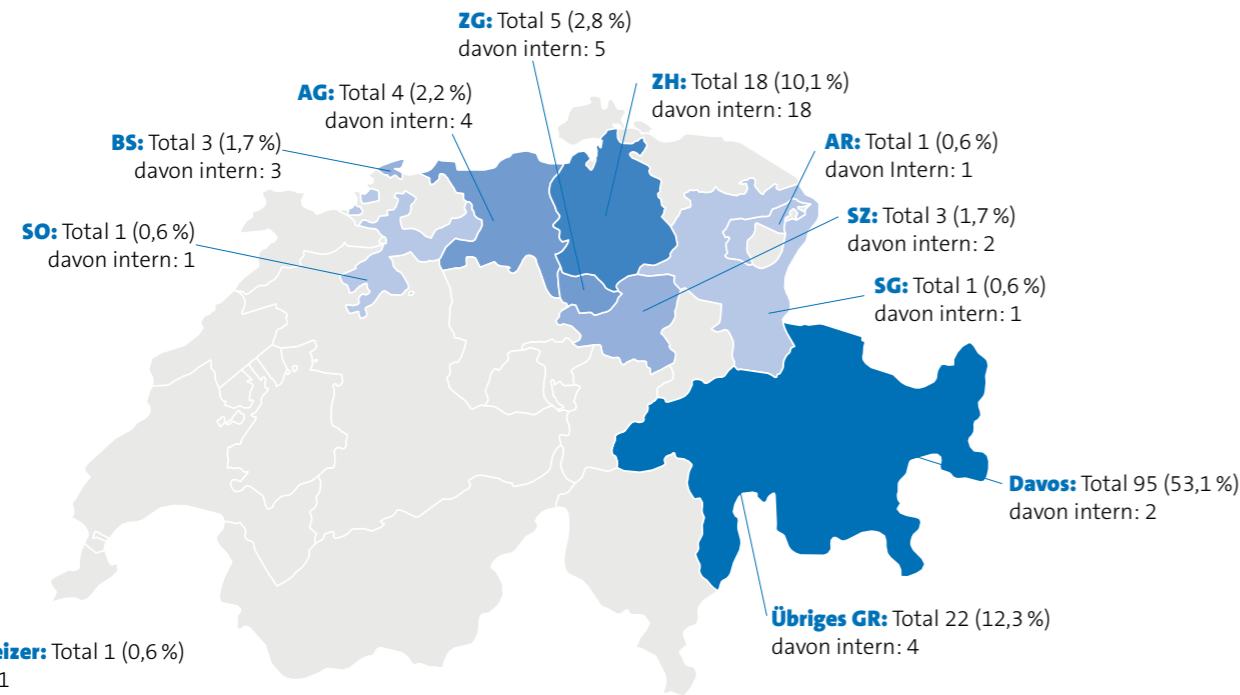 ZG: Total 5 (2,8 %)
davon intern: 5
ZH: Total 18 (10,1 %)
davon intern: 18
AG: Total 4 (2,2 %)
davon intern: 4
BS: Total 3 (1,7 %)
davon intern: 3
AR: Total 1 (0,6 %)
davon Intern: 1
SZ: Total 3 (1,7 %)
davon intern: 2
SO: Total 1 (0,6 %)
davon intern: 1
SG: Total 1 (0,6 %)
davon intern: 1
Davos: Total 95 (53,1 %)
davon intern: 2
Übriges GR: Total 22 (12,3 %)
davon intern: 4
eizer: Total 1 (0,6 %)
1